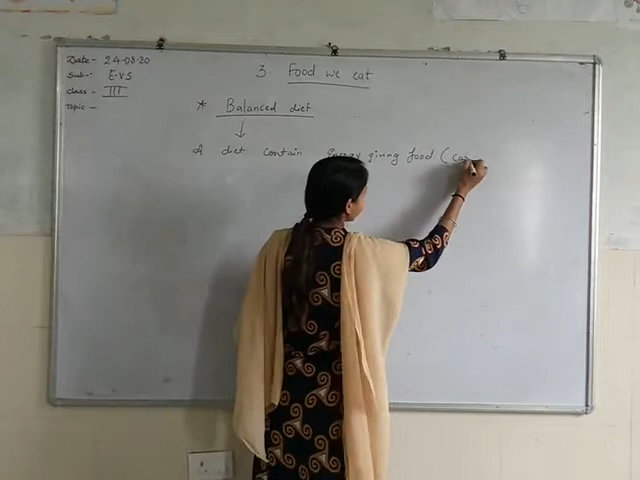 Date - 24-08-20
Sub - E.V.S
Class - III
Topic -
3. Food we eat
* Balanced diet
A diet contain energy giving food (ca